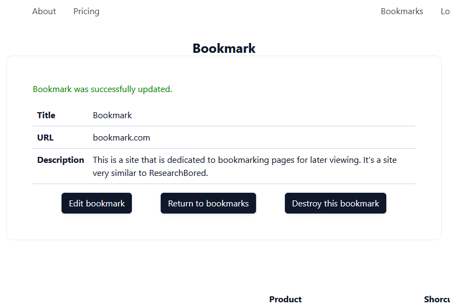 About Pricing Bookmarks
Bookmark
Bookmark was successfully updated.
Title Bookmark
URL bookmark.com
Description This is a site that is dedicated to bookmarking pages for later viewing. It's a site
very similar to ResearchBored.
Edit bookmark Return to bookmarks Destroy this bookmark
Product